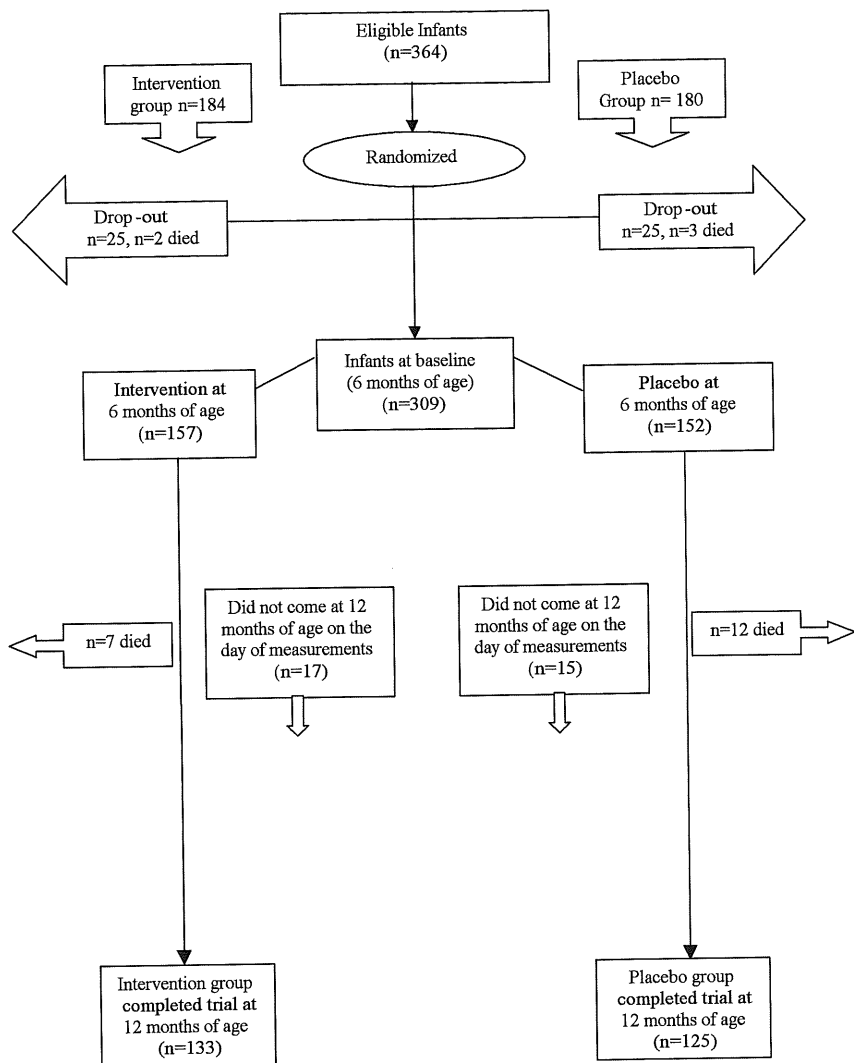 Eligible Infants
(n=364)
Intervention
group n=184
Placebo
Group n= 180
Randomized
Drop-out
n=25, n=2 died
Drop-out
n=25, n=3 died
Infants at baseline
(6 months of age)
(n=309)
Intervention at
6 months of age
(n=157)
Placebo at
6 months of age
(n=152)
Did not come at 12
months of age on the
day of measurements
(n=17)
Did not come at 12
months of age on the
day of measurements
(n=15)
n=7 died
n=12 died
Intervention group
completed trial at
12 months of age
(n=133)
Placebo group
completed trial at
12 months of age
(n=125)